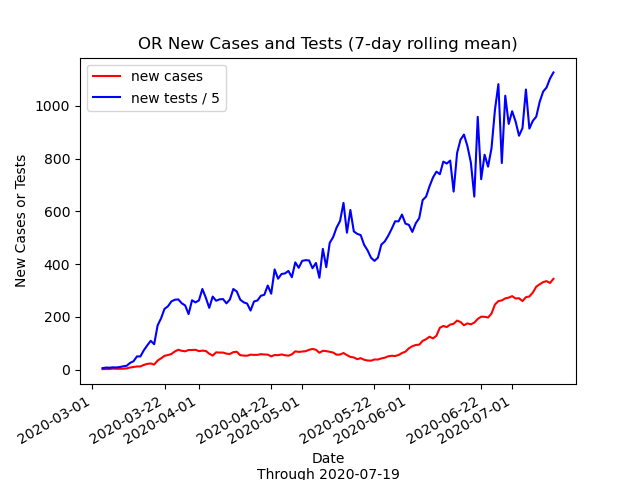 OR New Cases and Tests (7-day rolling mean)
new cases
new tests / 5
New Cases or Tests
1000
800
600
400
200
0
2020-03-01
2020-03-22
2020-04-01
2020-04-22
2020-05-01
2020-05-22
2020-06-01
2020-06-22
2020-07-01
Date
Through 2020-07-19